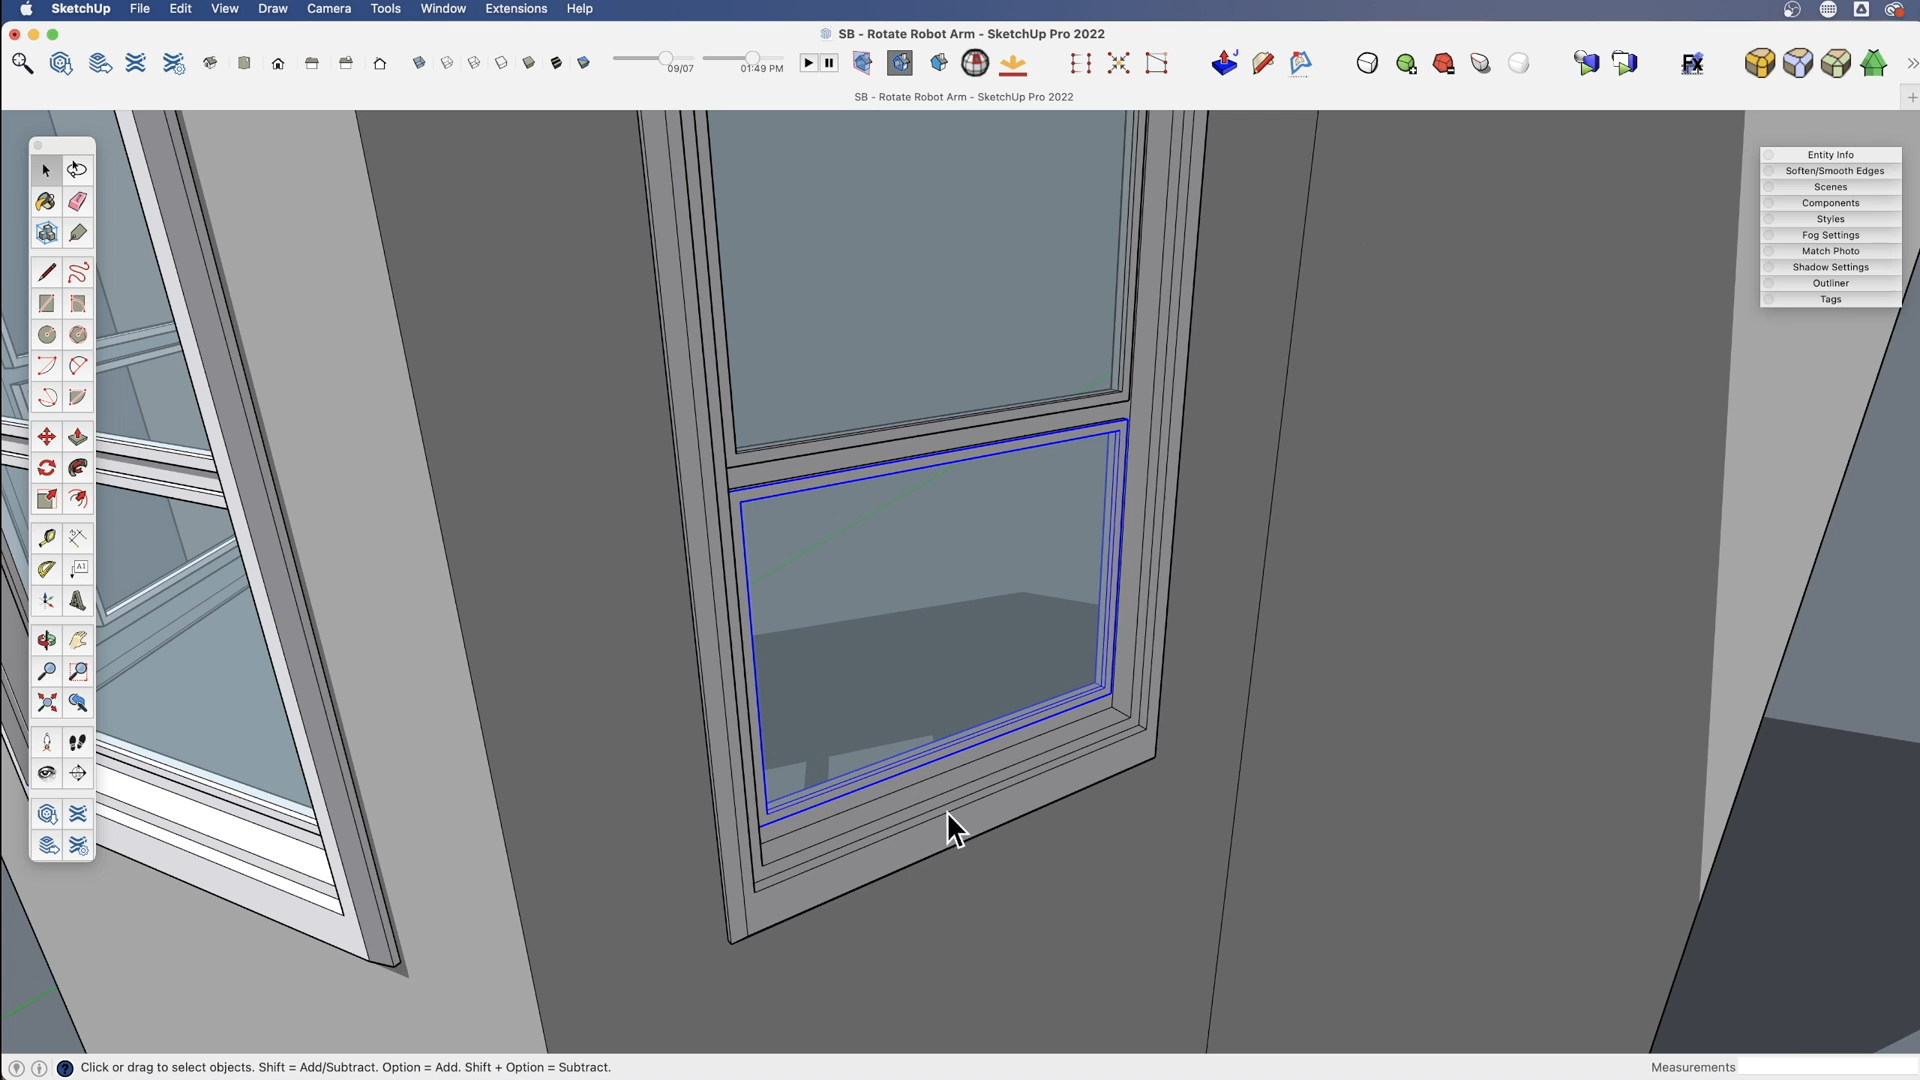 SketchUp File Edit View Draw Camera Tools Window Extensions Help
SB - Rotate Robot Arm - SketchUp Pro 2022
09/07 01:49 PM
J
FX
SB - Rotate Robot Arm - SketchUp Pro 2022
Entity Info
Soften/Smooth Edges
Scenes
Components
Styles
Fog Settings
Match Photo
Shadow Settings
Outliner
Tags
A1
Click or drag to select objects. Shift = Add/Subtract. Option = Add. Shift + Option = Subtract.
Measurements